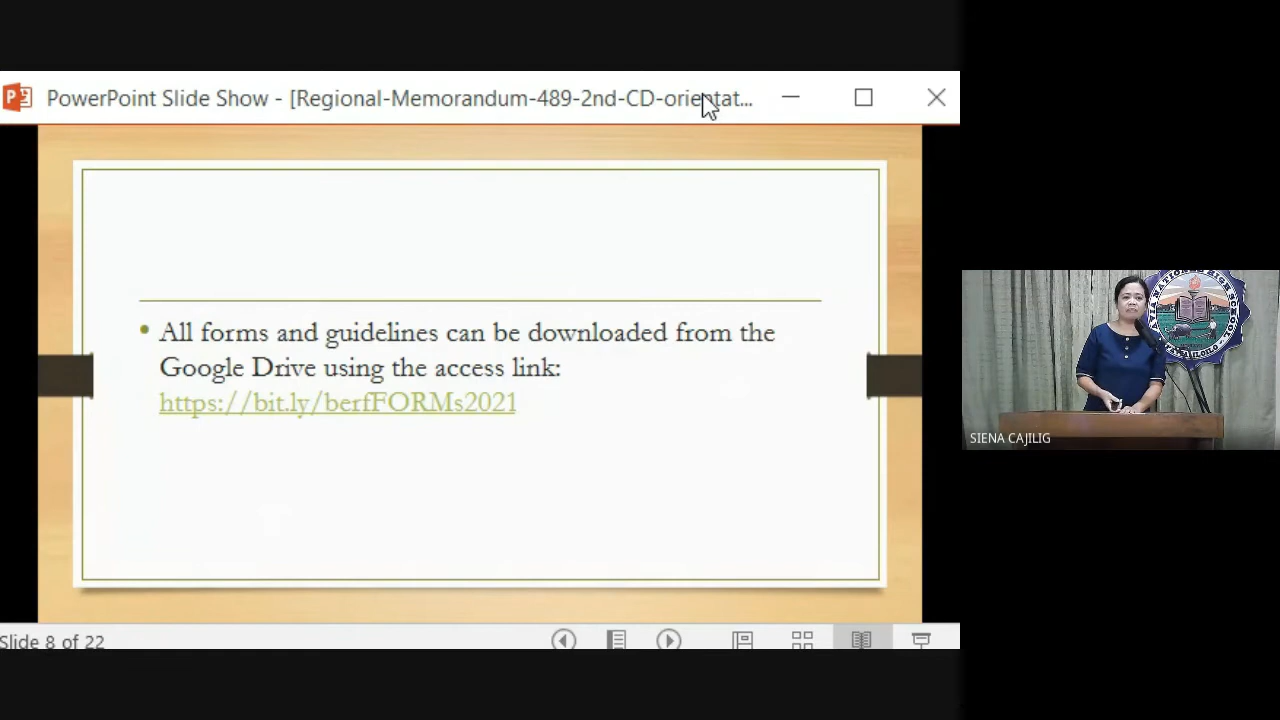 PowerPoint Slide Show - [Regional-Memorandum-489-2nd-CD-orientat...
• All forms and guidelines can be downloaded from the
Google Drive using the access link:
https://bit.ly/berfFORMs2021
Slide 8 of 22
SIENA CAJILIG